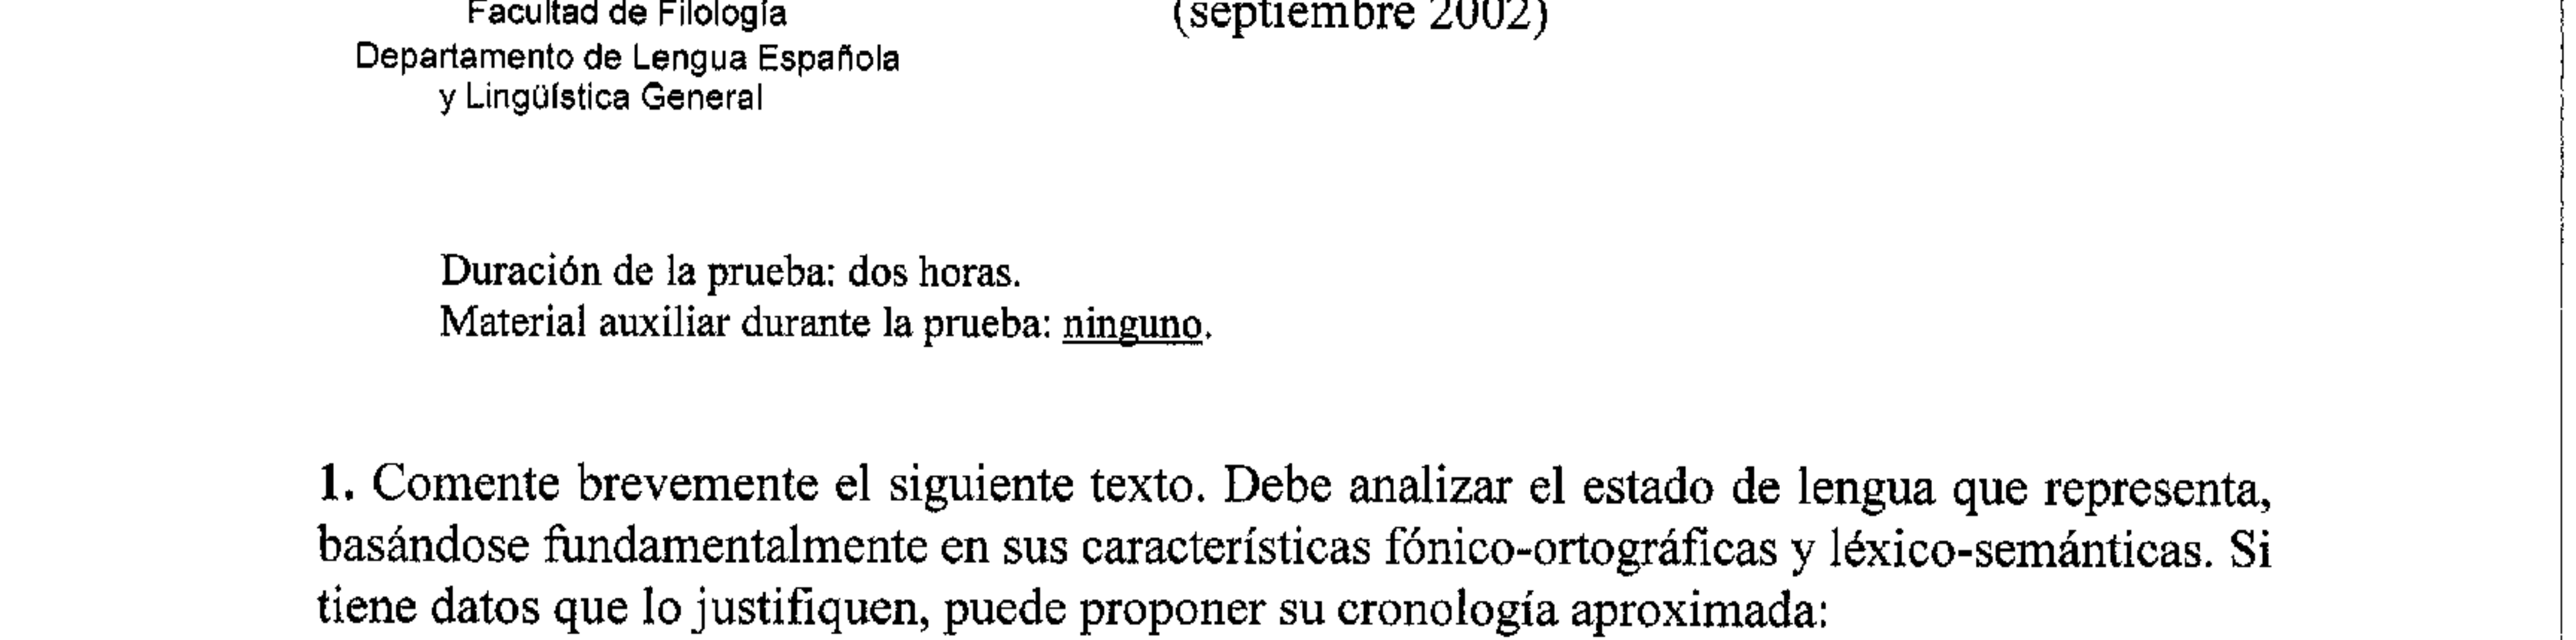 Facultad de Filología
(septiembre 2002)
Departamento de Lengua Española
y Lingüística General
Duración de la prueba: dos horas.
Material auxiliar durante la prueba: ninguno.
1. Comente brevemente el siguiente texto. Debe analizar el estado de lengua que representa,
basándose fundamentalmente en sus características fónico-ortográficas y léxico-semánticas. Si
tiene datos que lo justifiquen, puede proponer su cronología aproximada: